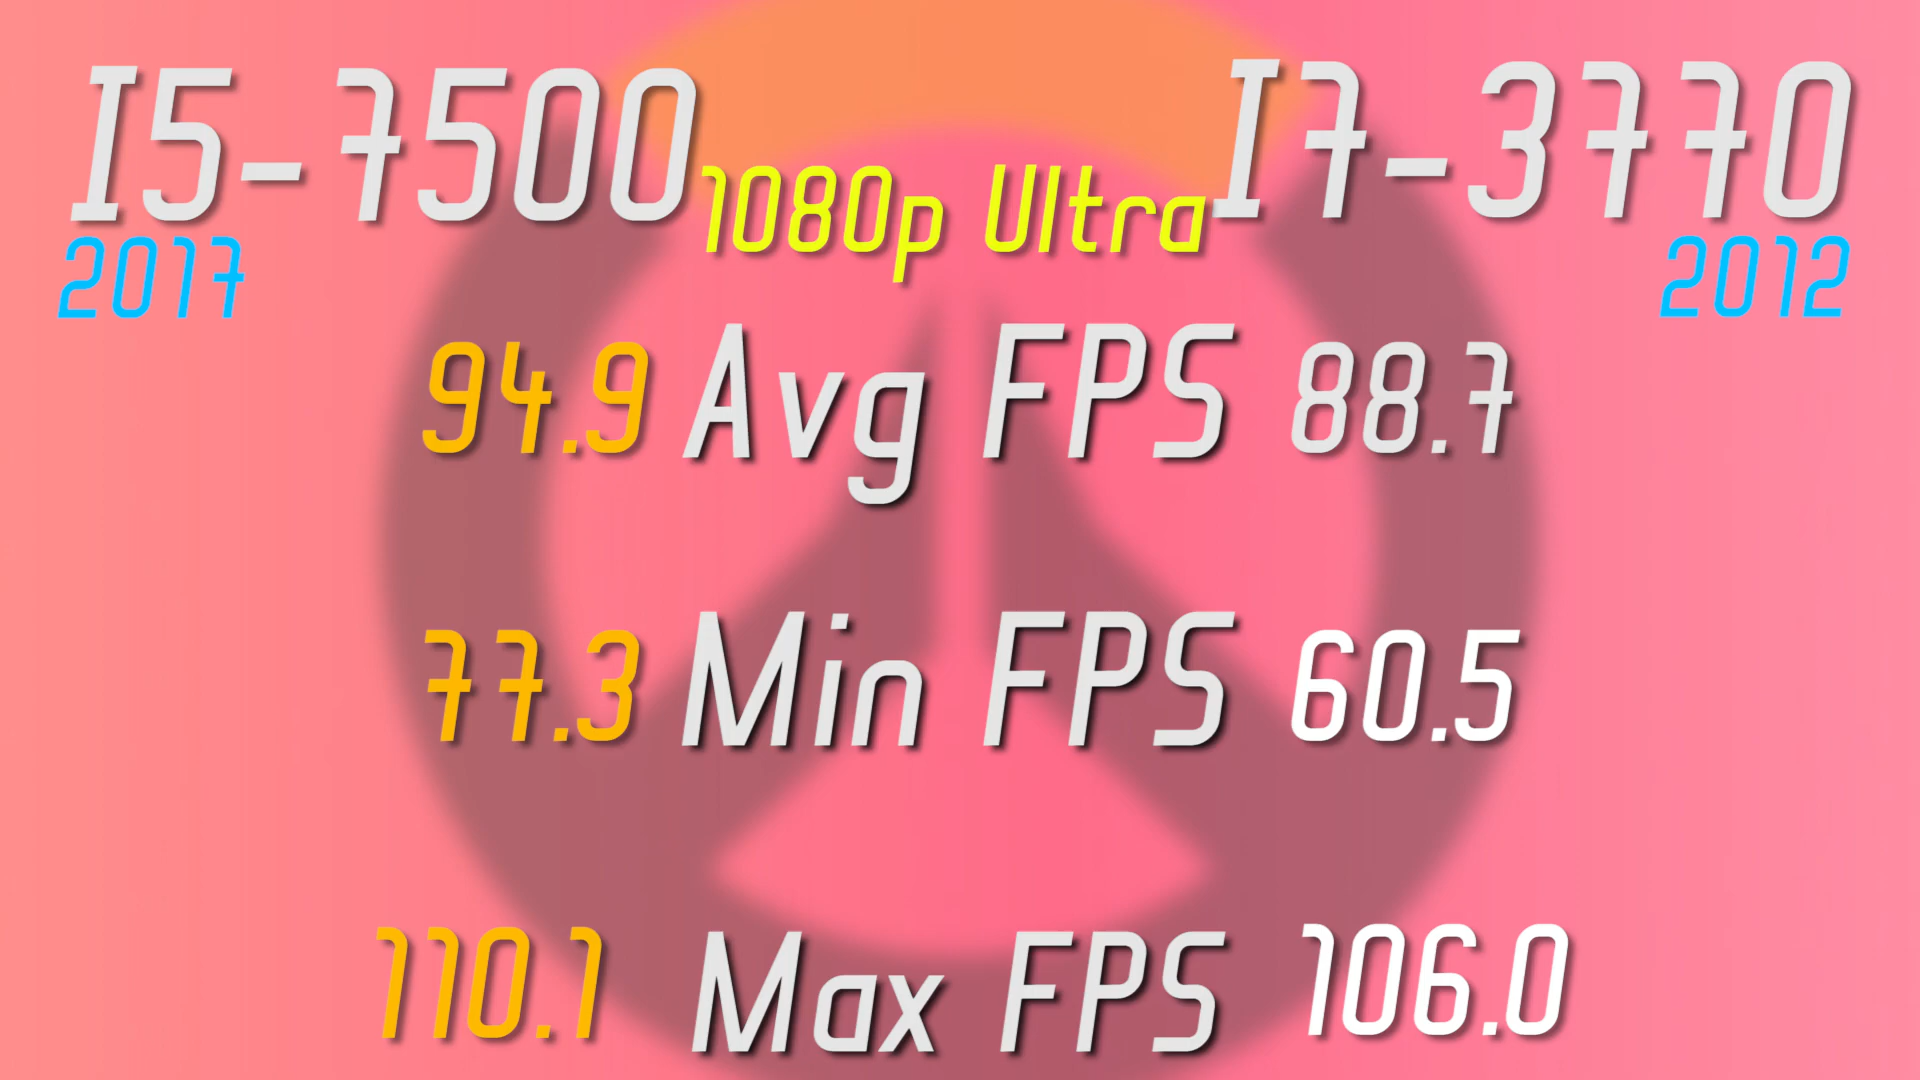 I5-7500 1080p Ultra I7-3770
2017 2012
94.9 Avg FPS 88.7
77.3 Min FPS 60.5
110.1 Max FPS 106.0